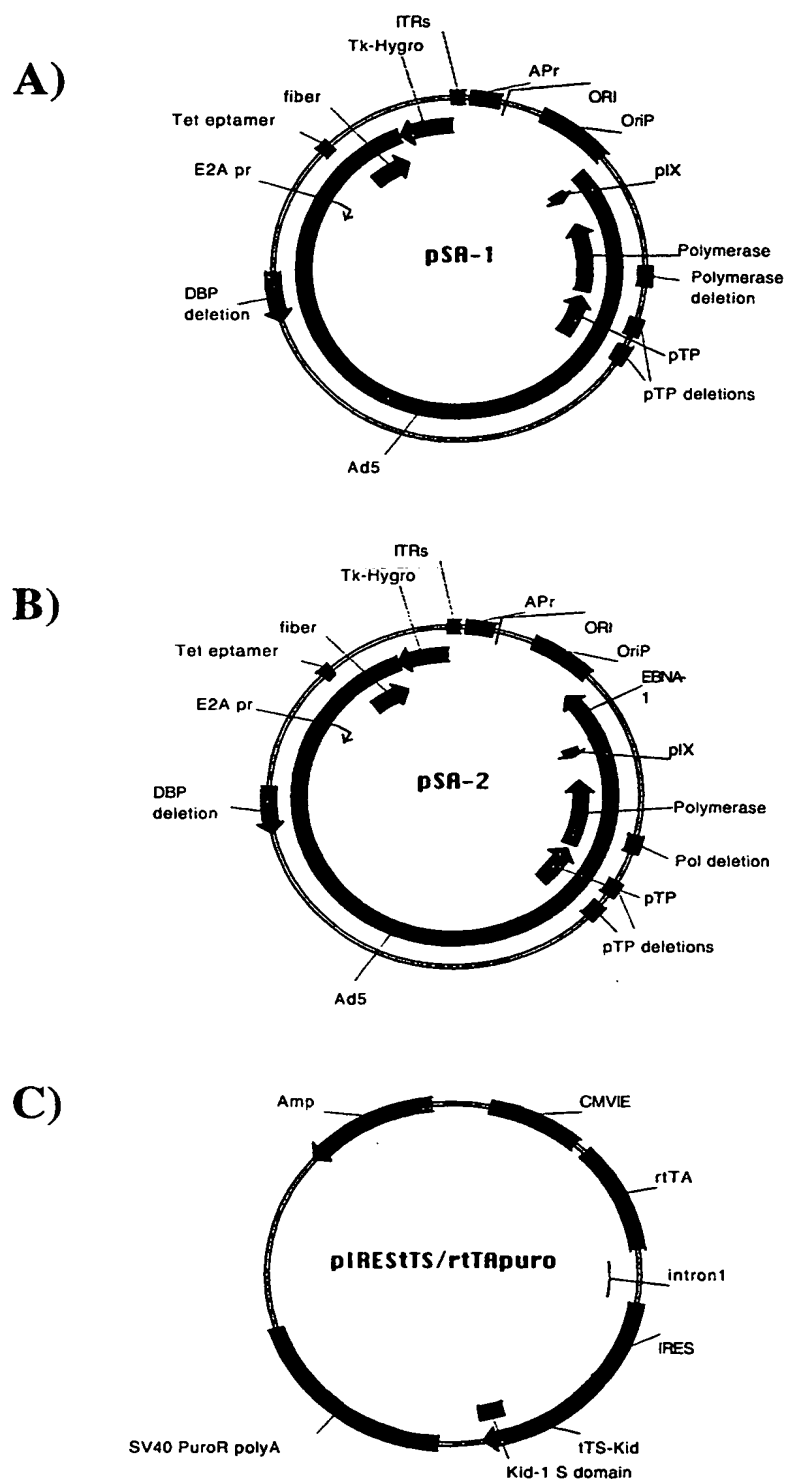 A)
ITRs
Tk-Hygro
APr
fiber
ORI
OriP
Tet eptamer
E2A pr
pIX
pSA-1
Polymerase
Polymerase
deletion
DBP
deletion
pTP
pTP deletions
Ad5
B)
ITRs
Tk-Hygro
APr
fiber
ORI
OriP
Tet eptamer
EBNA-
1
E2A pr
pIX
pSA-2
DBP
deletion
Polymerase
Pol deletion
pTP
pTP deletions
Ad5
C)
Amp
CMVIE
rtTA
pIREStTS/rtTApuro
intron1
IRES
SV40 PuroR polyA
tTS-Kid
Kid-1 S domain